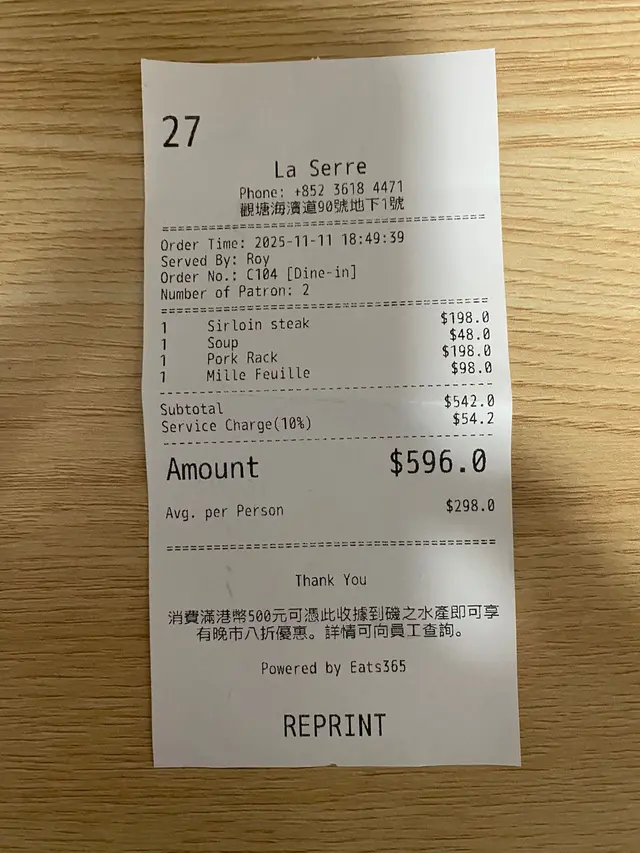 27
La Serre
Phone: +852 3618 4471
觀塘海濱道90號地下1號
Order Time: 2025-11-11 18:49:39
Served By: Roy
Order No.: C104 [Dine-in]
Number of Patron: 2
1 Sirloin steak $198.0
1 Soup $48.0
1 Pork Rack $198.0
1 Mille Feuille $98.0
Subtotal $542.0
Service Charge(10%) $54.2
Amount $596.0
Avg. per Person $298.0
Thank You
消費滿港幣500元可憑此收據到磯之水產即可享
有晚市八折優惠。詳情可向員工查詢。
Powered by Eats365
REPRINT